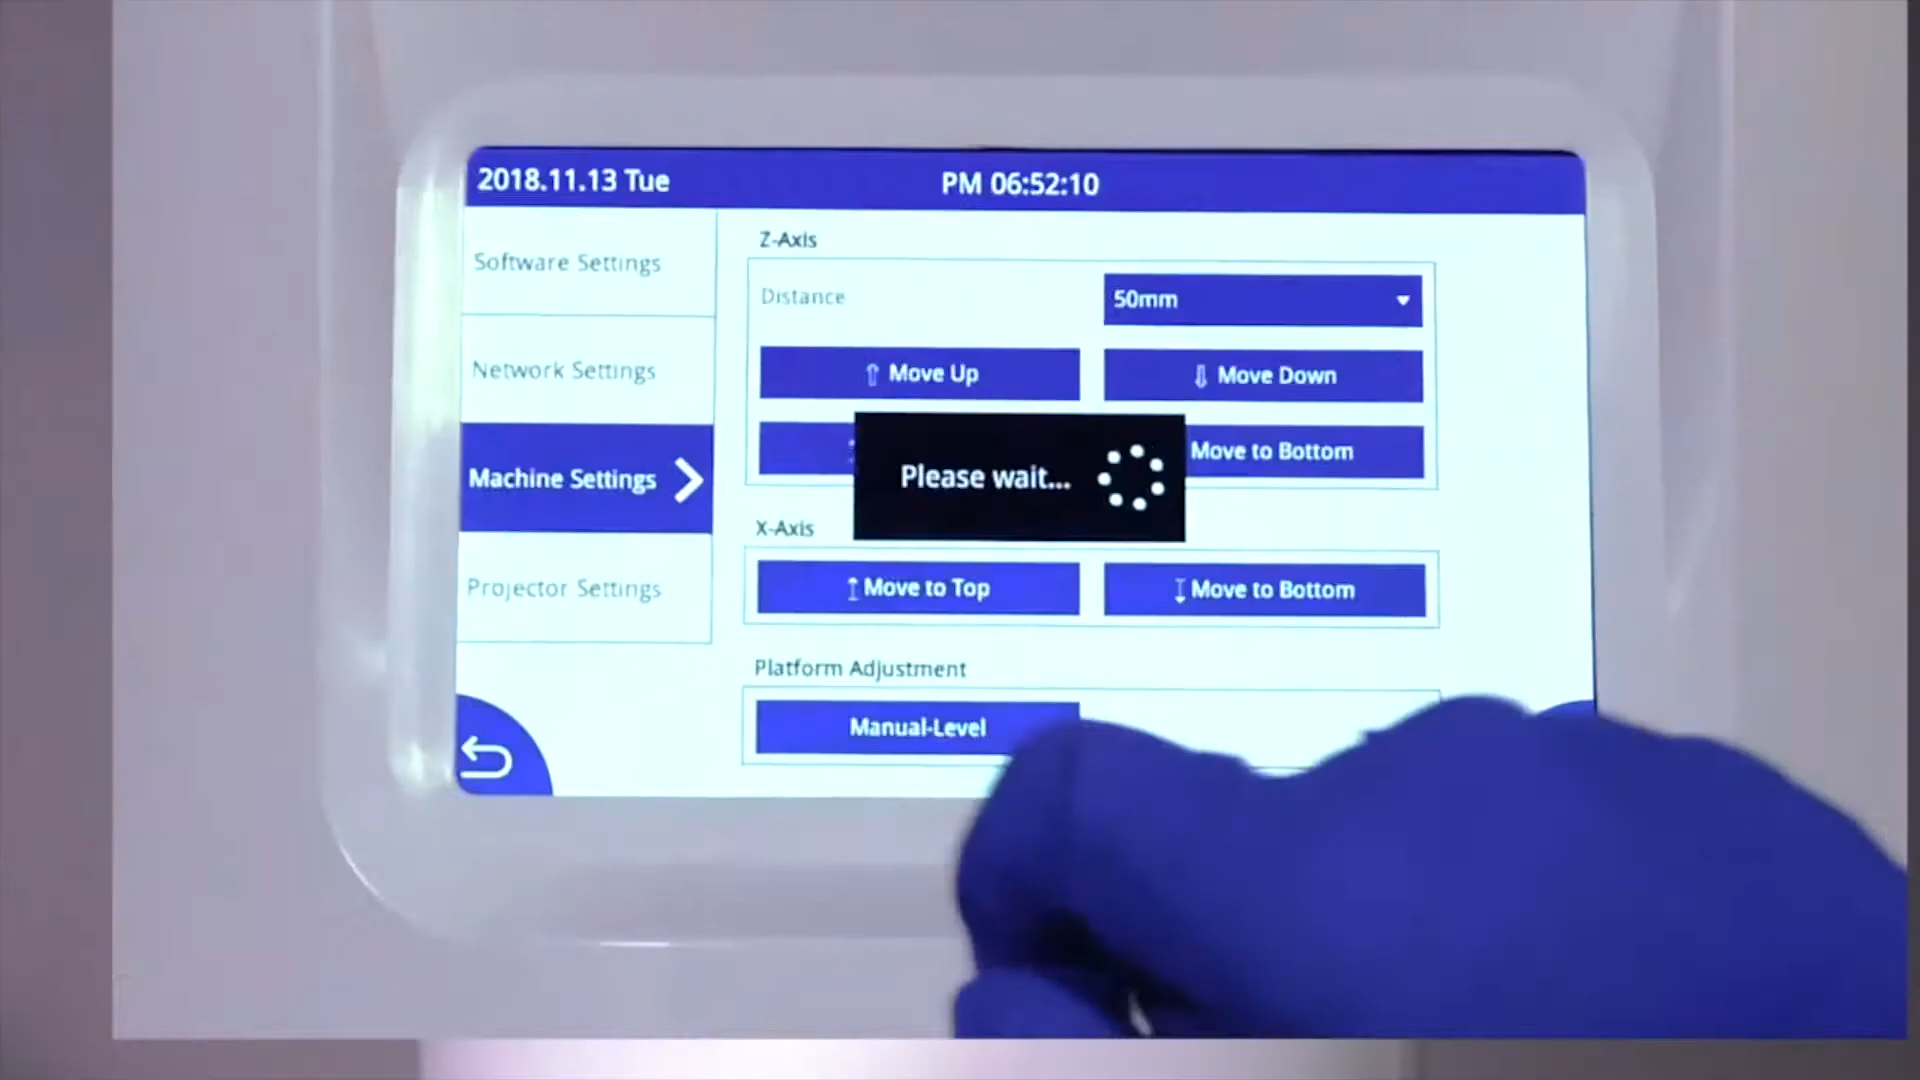 2018.11.13 Tue
PM 06:52:10
Software Settings
Network Settings
Machine Settings
Projector Settings
Z-Axis
Distance
50mm
Move Up
Move Down
Move to Bottom
Please wait...
X-Axis
Move to Top
Move to Bottom
Platform Adjustment
Manual-Level